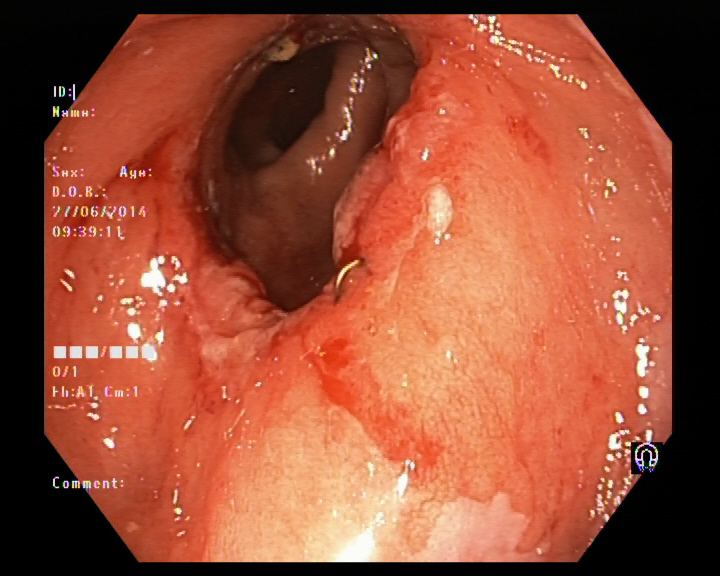 ID:
Name:
Sex: Age:
D.O.B.:
27/06/2014
09:39:11
0/1
Eh:A1 Cm:1
Comment: